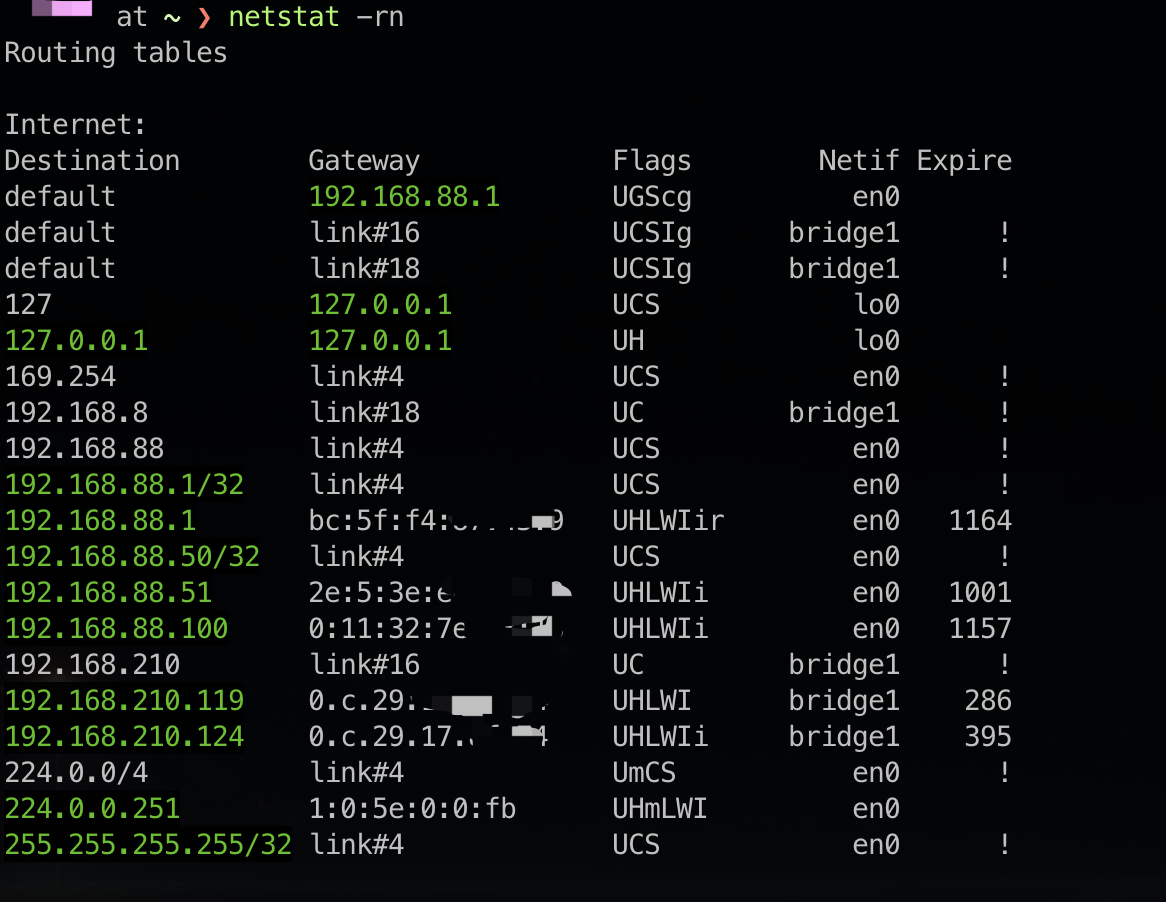 at ~ ❯ netstat -rn
Routing tables

Internet:
Destination        Gateway            Flags        Netif Expire
default            192.168.88.1       UGScg          en0
default            link#16            UCSIg      bridge1      !
default            link#18            UCSIg      bridge1      !
127                127.0.0.1          UCS            lo0
127.0.0.1          127.0.0.1          UH             lo0
169.254            link#4             UCS            en0      !
192.168.8          link#18            UC         bridge1      !
192.168.88         link#4             UCS            en0      !
192.168.88.1/32    link#4             UCS            en0      !
192.168.88.1       bc:5f:f4:          UHLWIir        en0   1164
192.168.88.50/32   link#4             UCS            en0      !
192.168.88.51      2e:5:3e:           UHLWIi         en0   1001
192.168.88.100     0:11:32:7e         UHLWIi         en0   1157
192.168.210        link#16            UC         bridge1      !
192.168.210.119    0.c.29.            UHLWI      bridge1    286
192.168.210.124    0.c.29.17.         UHLWIi     bridge1    395
224.0.0/4          link#4             UmCS           en0      !
224.0.0.251        1:0:5e:0:0:fb      UHmLWI         en0
255.255.255.255/32 link#4             UCS            en0      !